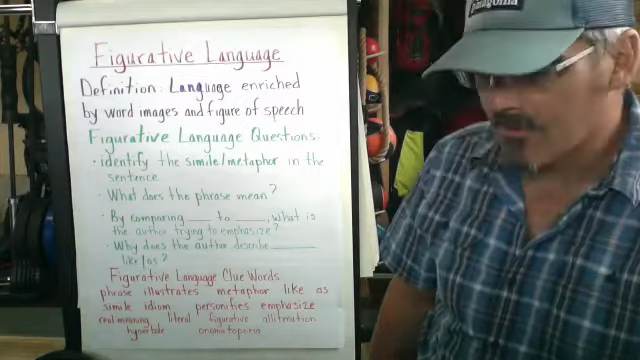 Figurative Language
Definition: Language enriched
by word images and figure of speech
Figurative Language Questions:
• identify the simile/metaphor in the
sentence
• What does the phrase mean?
• By comparing ___ to ___, what is
the author trying to emphasize?
• Why does the author describe ___
like/as?
Figurative Language Clue Words
phrase illustrates metaphor like as
simile idiom personifies emphasize
real meaning literal figurative alliteration
hyperbole onomatopoeia
patagonia